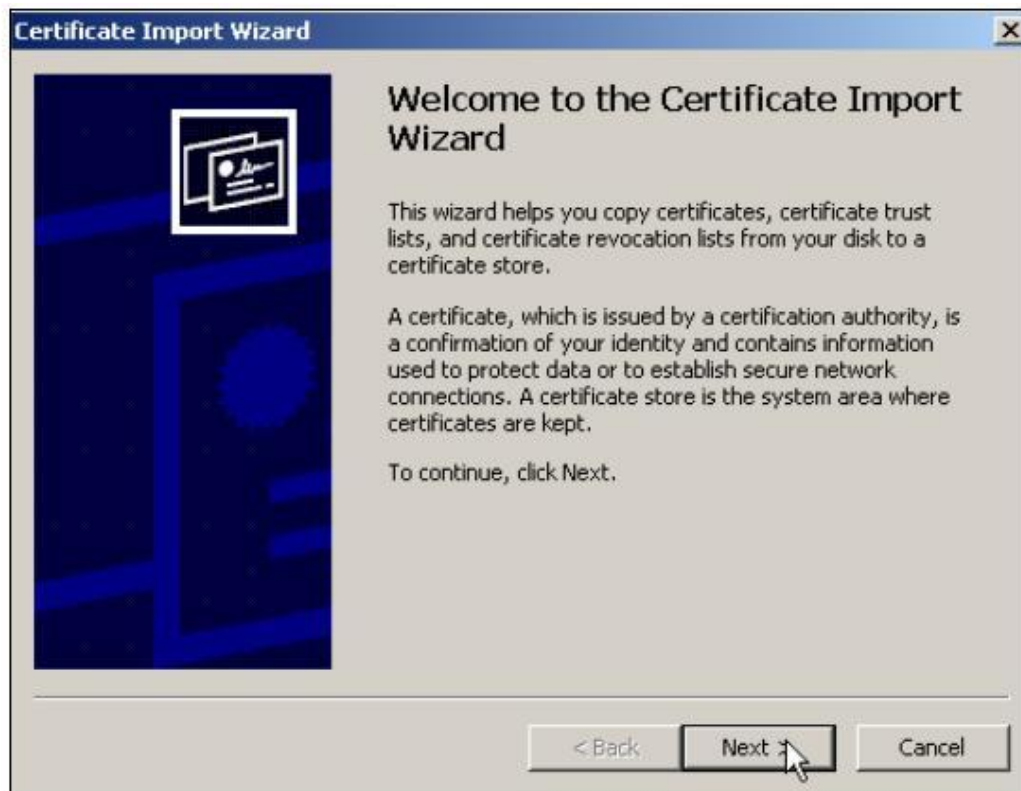 Certificate Import Wizard
Welcome to the Certificate Import
Wizard
This wizard helps you copy certificates, certificate trust
lists, and certificate revocation lists from your disk to a
certificate store.
A certificate, which is issued by a certification authority, is
a confirmation of your identity and contains information
used to protect data or to establish secure network
connections. A certificate store is the system area where
certificates are kept.
To continue, click Next.
< Back
Next >
Cancel